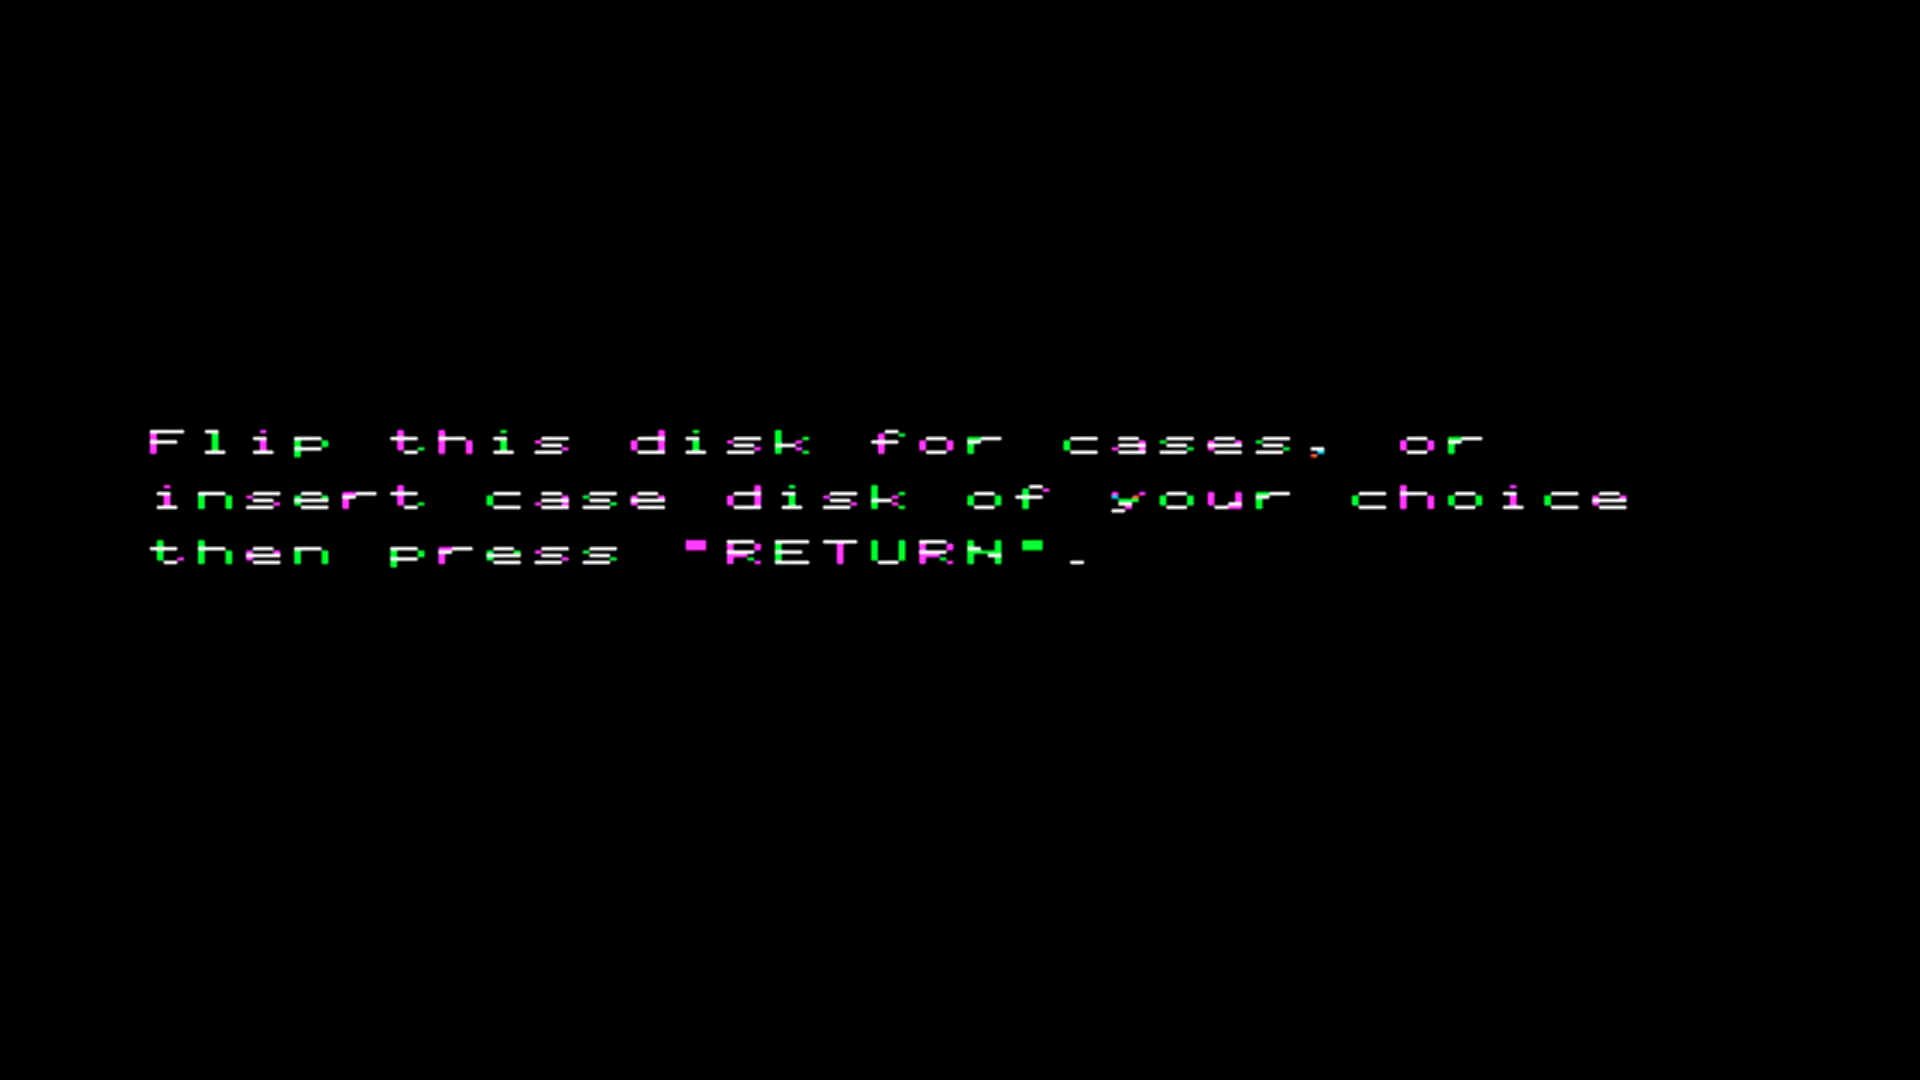 Flip this disk for cases, or
insert case disk of your choice
then press "RETURN".